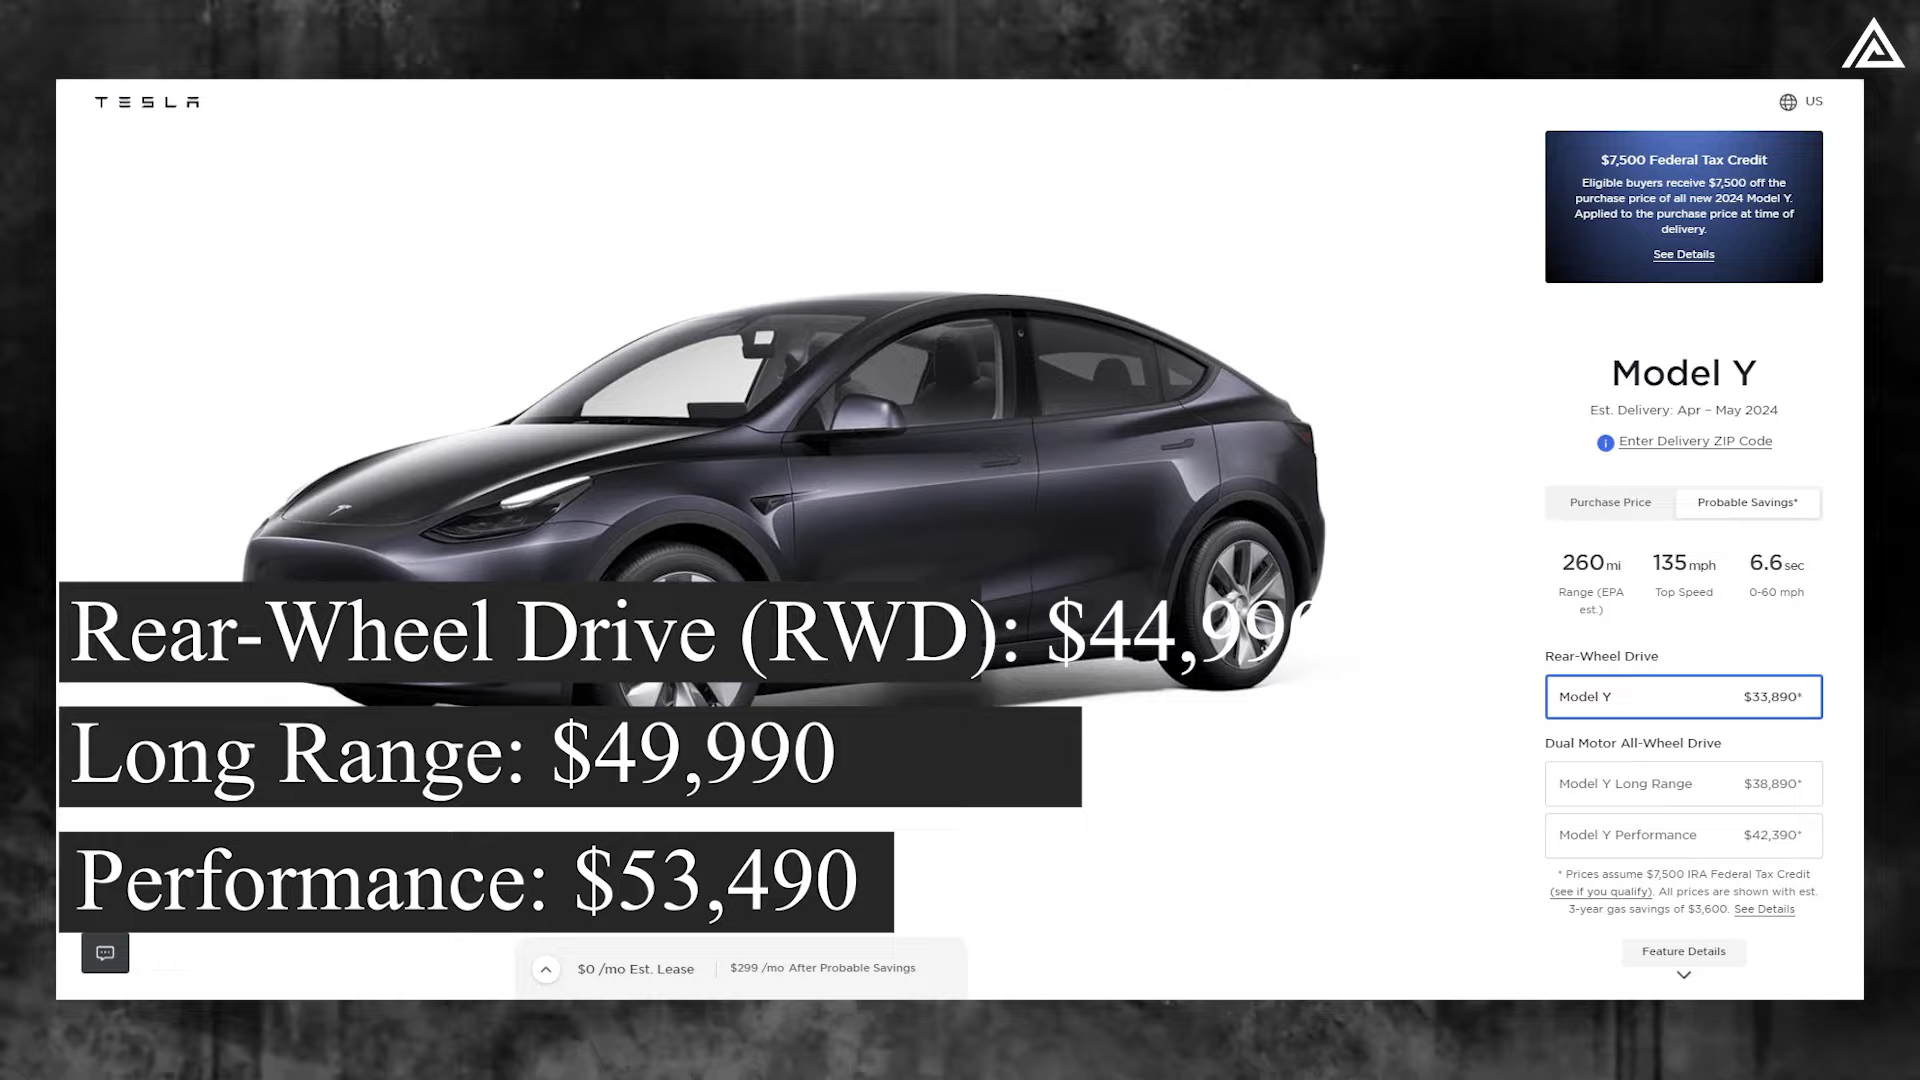 TESLA
US
$7,500 Federal Tax Credit
Eligible buyers receive $7,500 off the
purchase price of all new 2024 Model Y.
Applied to the purchase price at time of
delivery.
See Details
Model Y
Est. Delivery: Apr – May 2024
Enter Delivery ZIP Code
Purchase Price Probable Savings*
260mi 135mph 6.6sec
Range (EPA est.) Top Speed 0-60 mph
Rear-Wheel Drive
Model Y $33,890*
Dual Motor All-Wheel Drive
Model Y Long Range $38,890*
Model Y Performance $42,390*
* Prices assume $7,500 IRA Federal Tax Credit
(see if you qualify). All prices are shown with est.
3-year gas savings of $3,600. See Details
Feature Details
Rear-Wheel Drive (RWD): $44,990
Long Range: $49,990
Performance: $53,490
$0 /mo Est. Lease $299 /mo After Probable Savings